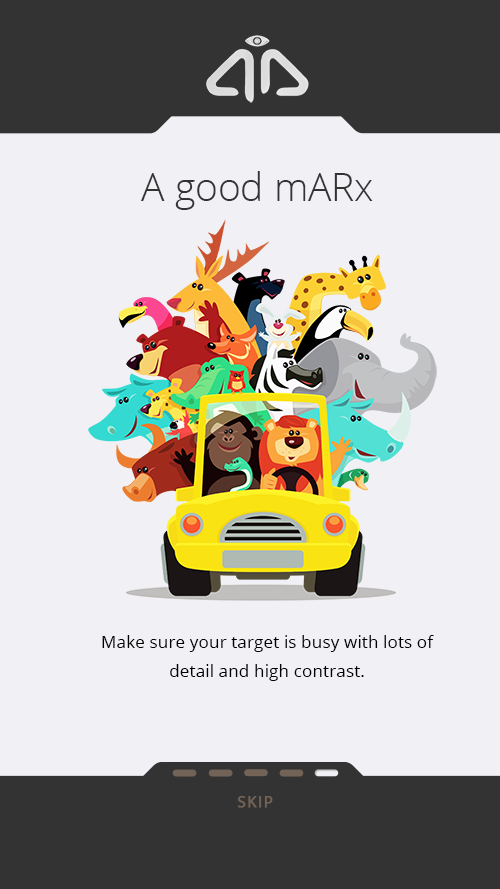 A good mARx
Make sure your target is busy with lots of
detail and high contrast.
SKIP